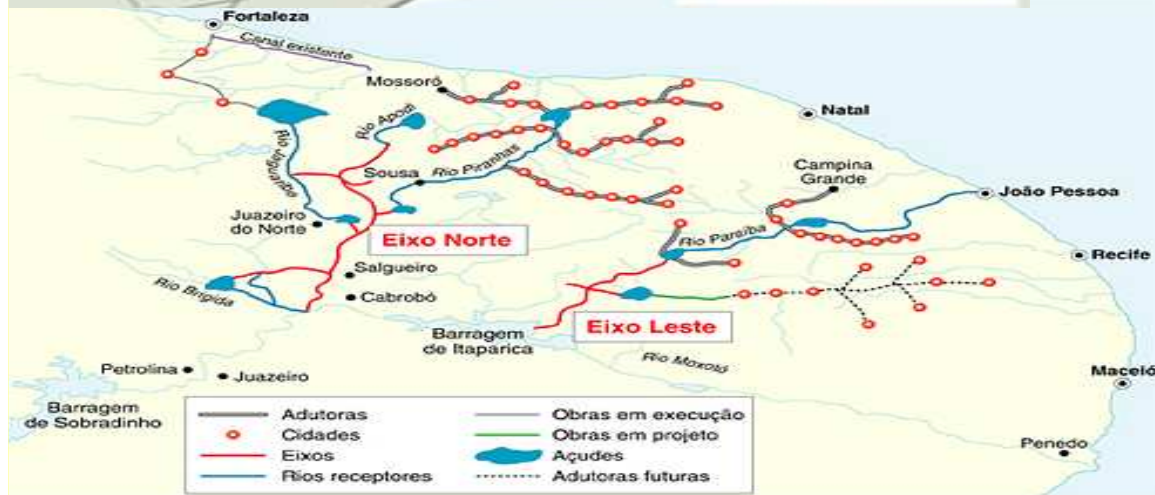 Fortaleza
Canal existente
Mossoró
Rio Apodi
Natal
Rio Jaguaribe
Sousa
Rio Piranhas
Campina
Grande
João Pessoa
Juazeiro
do Norte
Eixo Norte
Rio Paraíba
Recife
Salgueiro
Rio Brígida
Cabrobó
Eixo Leste
Barragem
de Itaparica
Rio Moxotó
Petrolina
Juazeiro
Maceió
Barragem
de Sobradinho
Adutoras
Obras em execução
Cidades
Obras em projeto
Eixos
Açudes
Rios receptores
Adutoras futuras
Penedo